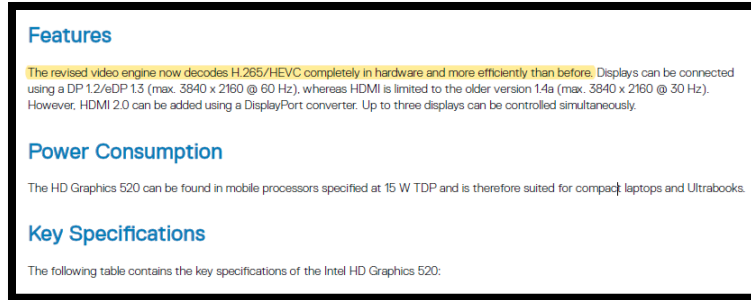 Features
The revised video engine now decodes H.265/HEVC completely in hardware and more efficiently than before. Displays can be connected
using a DP 1.2/eDP 1.3 (max. 3840 x 2160 @ 60 Hz), whereas HDMI is limited to the older version 1.4a (max. 3840 x 2160 @ 30 Hz).
However, HDMI 2.0 can be added using a DisplayPort converter. Up to three displays can be controlled simultaneously.
Power Consumption
The HD Graphics 520 can be found in mobile processors specified at 15 W TDP and is therefore suited for compact laptops and Ultrabooks.
Key Specifications
The following table contains the key specifications of the Intel HD Graphics 520: